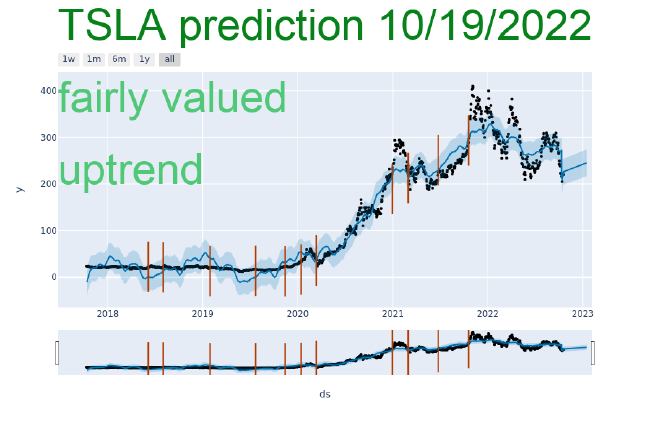 TSLA prediction 10/19/2022
1w 1m 6m 1y all
400
fairly valued
300
uptrend
200
y
100
0
2018 2019 2020 2021 2022 2023
ds